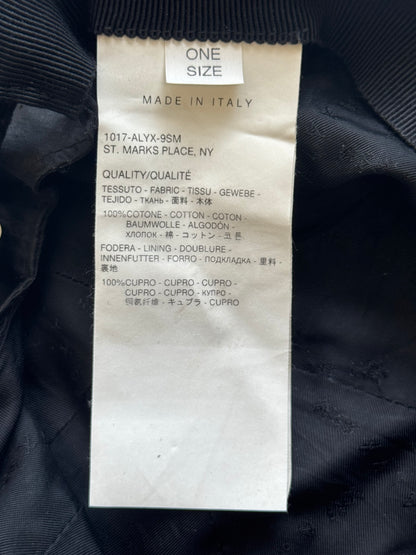 ONE
SIZE
MADE IN ITALY
1017-ALYX-9SM
ST. MARKS PLACE, NY
QUALITY/QUALITÉ
TESSUTO - FABRIC - TISSU - GEWEBE -
TEJIDO - ТКАНЬ - 面料 - 本体
100%COTONE - COTTON - COTON -
BAUMWOLLE - ALGODÓN -
ХЛОПОК - 棉 - コットン - 코튼
FODERA - LINING - DOUBLURE -
INNENFUTTER - FORRO - ПОДКЛАДКА - 里料 -
裏地
100%CUPRO - CUPRO - CUPRO -
CUPRO - CUPRO - КУПРО -
铜氨纤维 - キュプラ - CUPRO